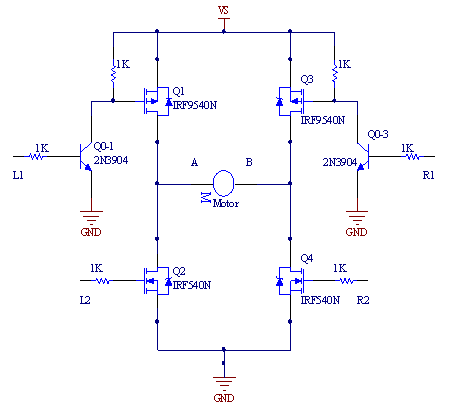 VS
1K
1K
Q1
Q3
IRF9540N
IRF9540N
1K
Q0-1
Q0-3
1K
2N3904
2N3904
L1
A
B
R1
M
Motor
GND
GND
Q2
Q4
1K
1K
IRF540N
L2
IRF540N
R2
GND